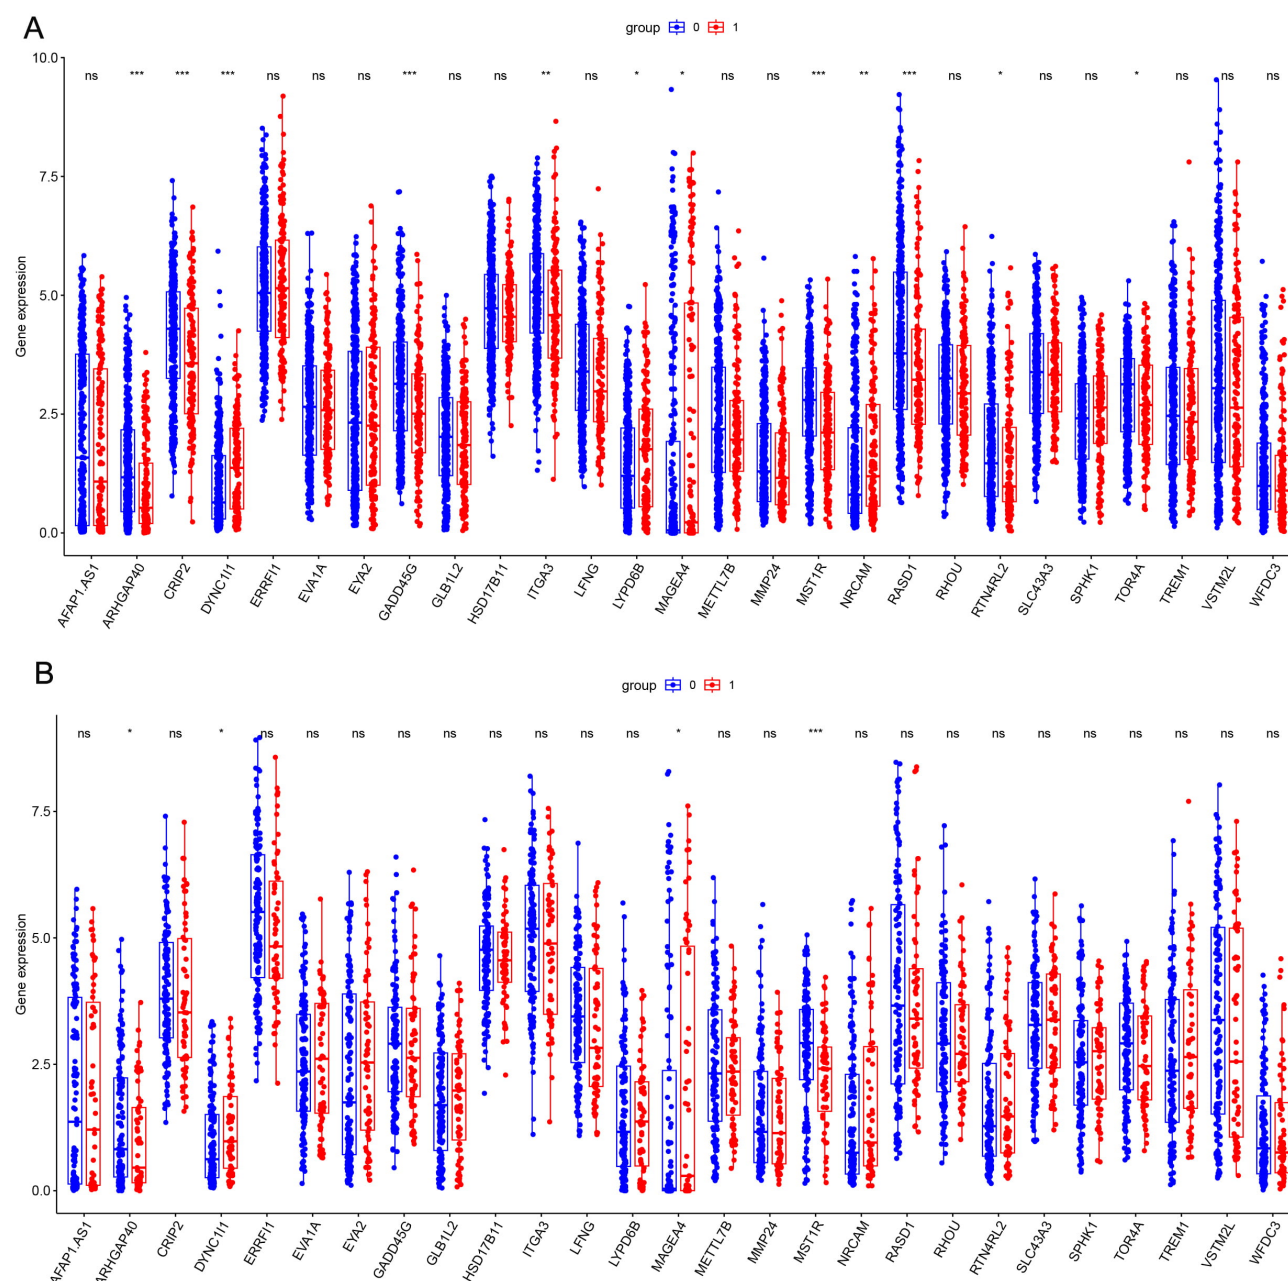 A
group 0 1
10.0
ns *** *** *** ns ns ns *** ns ns ** ns * * ns ns *** ** *** ns * ns ns * ns ns ns
7.5
5.0
2.5
0.0
Gene expression
AFAP1.AS1 ARHGAP40 CRIP2 DYNC1I1 ERRFI1 EVA1A EYA2 GADD45G GLB1L2 HSD17B11 ITGA3 LFNG LYPD6B MAGEA4 METTL7B MMP24 MST1R NRCAM RASD1 RHOU RTN4RL2 SLC43A3 SPHK1 TOR4A TREM1 VSTM2L WFDC3
B
group 0 1
ns * ns * ns ns ns ns ns ns ns ns ns * ns ns *** ns ns ns ns ns ns ns ns ns ns
7.5
5.0
2.5
0.0
Gene expression
AFAP1.AS1 ARHGAP40 CRIP2 DYNC1I1 ERRFI1 EVA1A EYA2 GADD45G GLB1L2 HSD17B11 ITGA3 LFNG LYPD6B MAGEA4 METTL7B MMP24 MST1R NRCAM RASD1 RHOU RTN4RL2 SLC43A3 SPHK1 TOR4A TREM1 VSTM2L WFDC3